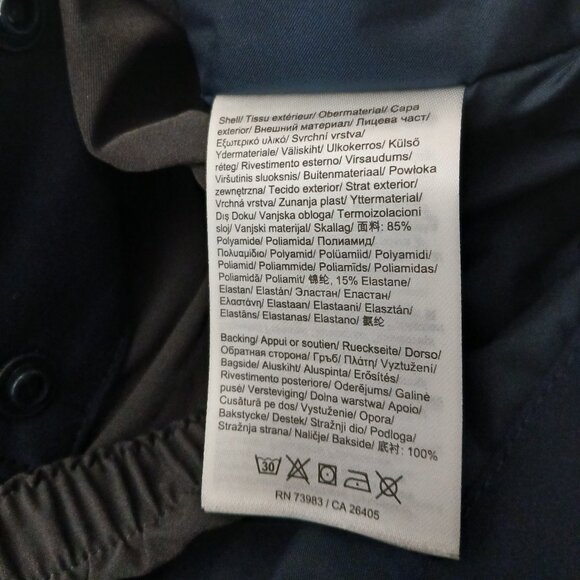 Shell/ Tissu extérieur/ Obermaterial/ Capa
exterior/ Внешний материал/ Лицева част/
Εξωτερικό υλικό/ Svrchní vrstva/
Ydermateriale/ Väliskiht/ Ulkokerros/ Külső
réteg/ Rivestimento esterno/ Virsaudums/
Viršutinis sluoksnis/ Buitenmateriaal/ Powłoka
zewnętrzna/ Tecido exterior/ Strat exterior/
Vrchná vrstva/ Zunanja plast/ Yttermaterial/
Dış Doku/ Vanjska obloga/ Termoizolacioni
sloj/ Vanjski materijal/ Skallag/ 面料: 85%
Polyamide/ Poliamida/ Полиамид/
Πολυαμίδιο/ Polyamid/ Polüamiid/ Polyamidi/
Poliamid/ Poliammide/ Poliamīds/ Poliamidas/
Poliamidă/ Poliamit/ 锦纶, 15% Elastane/
Elastan/ Elastán/ Эластан/ Еластан/
Ελαστάνη/ Elastaan/ Elastaani/ Elasztán/
Elastāns/ Elastanas/ Elastano/ 氨纶
Backing/ Appui or soutien/ Rueckseite/ Dorso/
Обратная сторона/ Гръб/ Πλάτη/ Vyztužení/
Bagside/ Aluskiht/ Aluspinta/ Erősítés/
Rivestimento posteriore/ Oderējums/ Galinė
pusė/ Versteviging/ Dolna warstwa/ Apoio/
Cusătură pe dos/ Vystuženie/ Opora/
Bakstycke/ Destek/ Stražnji dio/ Podloga/
Stražnja strana/ Naličje/ Bakside/ 底衬: 100%
30
RN 73983 / CA 26405